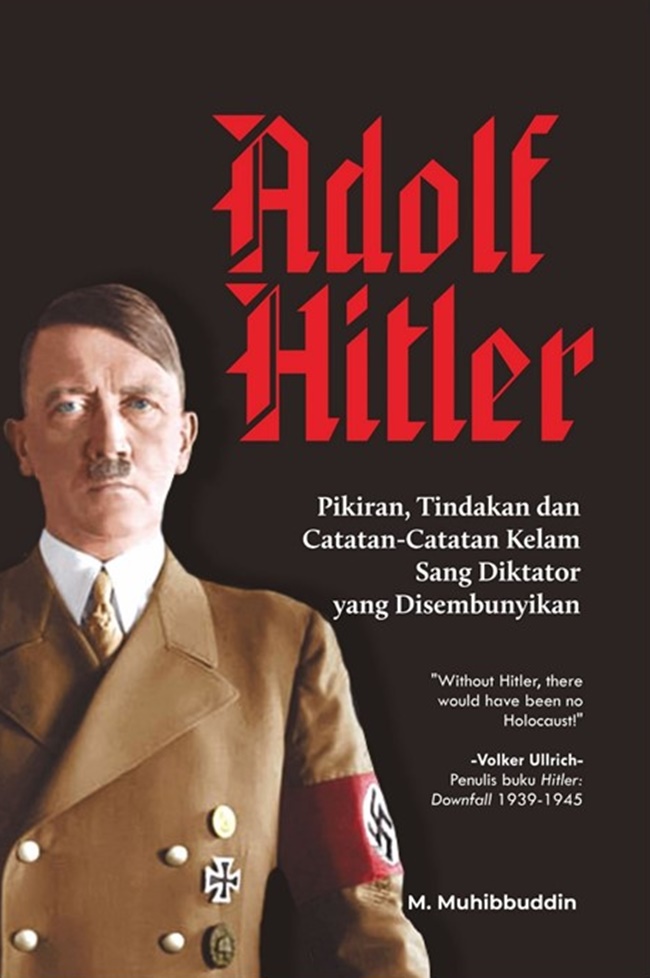 Adolf
Hitler
Pikiran, Tindakan dan
Catatan-Catatan Kelam
Sang Diktator
yang Disembunyikan
"Without Hitler, there
would have been no
Holocaust!"
-Volker Ullrich-
Penulis buku Hitler:
Downfall 1939-1945
M. Muhibbuddin